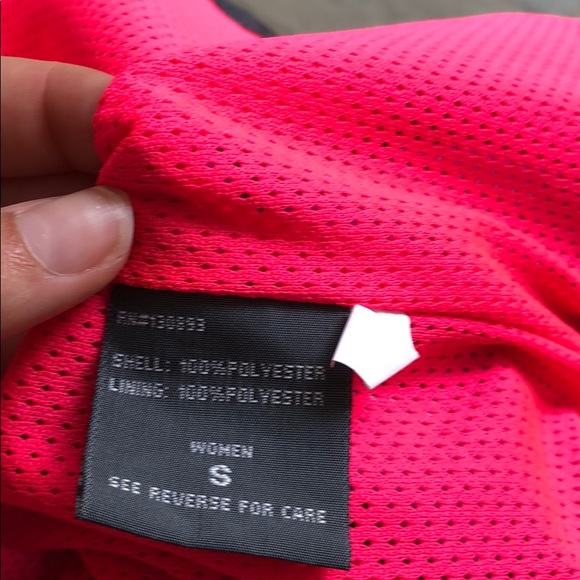 RN#130893
SHELL: 100%POLYESTER
LINING: 100%POLYESTER
WOMEN
S
SEE REVERSE FOR CARE